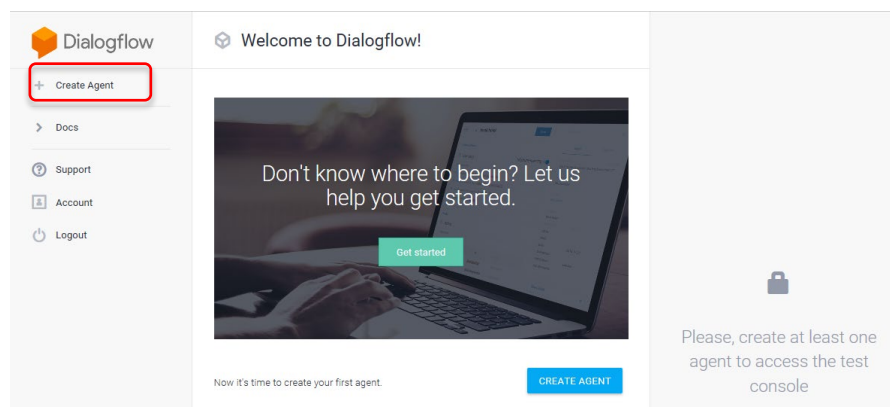 Dialogflow
Create Agent
Docs
Support
Account
Logout
Welcome to Dialogflow!
Don't know where to begin? Let us
help you get started.
Get started
Now it's time to create your first agent.
CREATE AGENT
Please, create at least one
agent to access the test
console